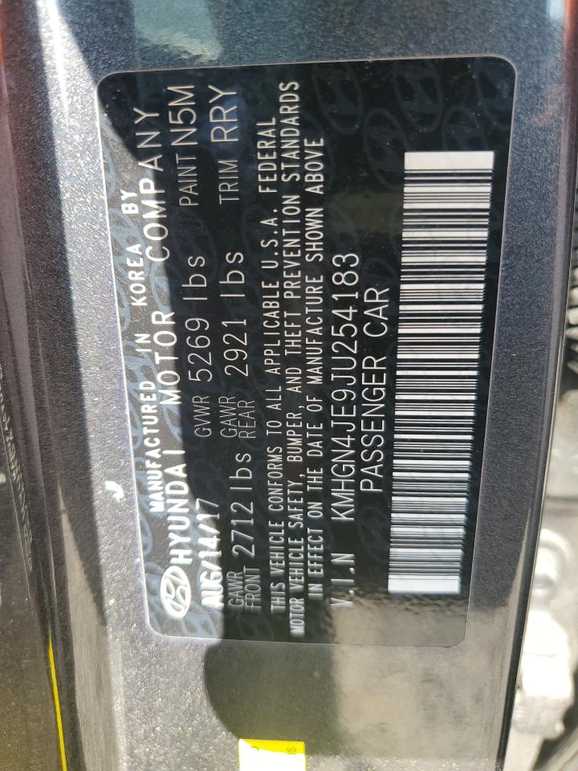 MANUFACTURED IN KOREA BY
HYUNDAI MOTOR COMPANY
AUG/14/17 GVWR 5269 lbs PAINT N5M
GAWR FRONT 2712 lbs GAWR REAR 2921 lbs TRIM RRY
THIS VEHICLE CONFORMS TO ALL APPLICABLE U.S.A. FEDERAL
MOTOR VEHICLE SAFETY, BUMPER, AND THEFT PREVENTION STANDARDS
IN EFFECT ON THE DATE OF MANUFACTURE SHOWN ABOVE
V.I.N KMHGN4JE9JU254183
PASSENGER CAR